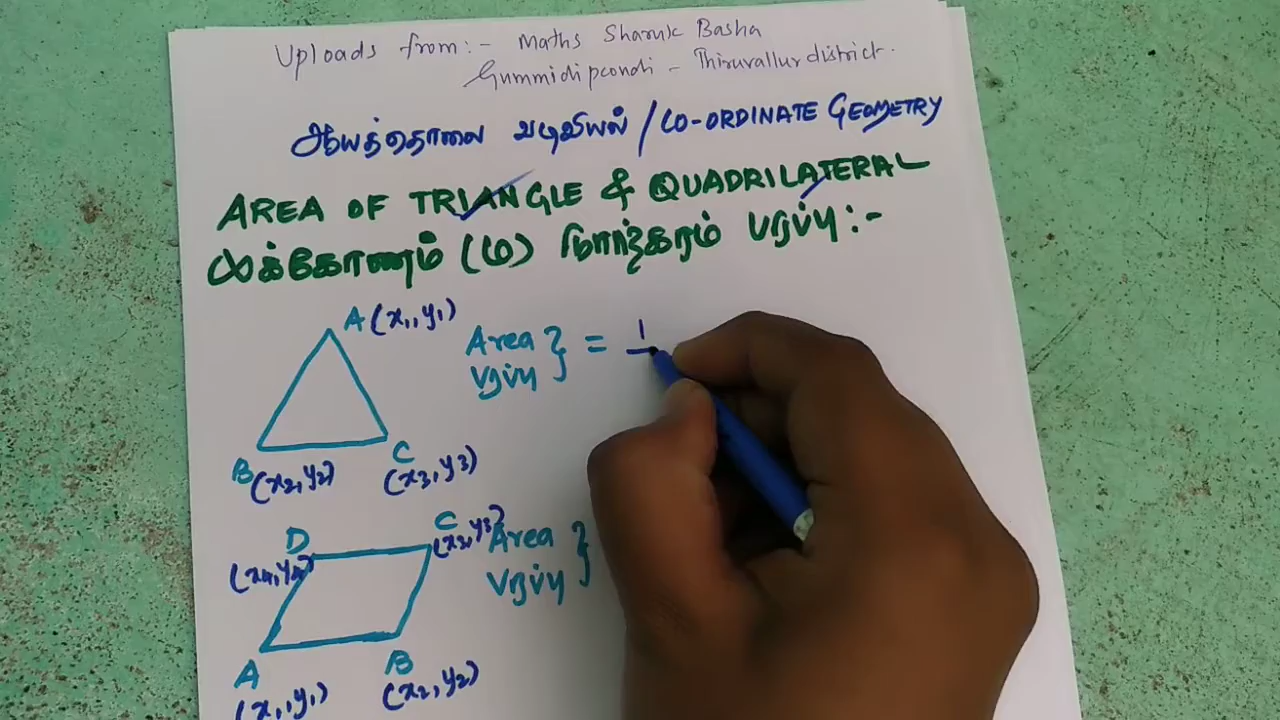 Uploads from:- Maths Sharuk Basha
Gummidipoondi - Thiruvallur district.
ஆயத்தொலை வடிவியல் / CO-ORDINATE GEOMETRY
AREA OF TRIANGLE & QUADRILATERAL
முக்கோணம் (ம) நாற்கரம் பரப்பு :-
A (x₁, y₁)
Area } = 1
பரப்பு
B (x₂, y₂)
C (x₃, y₃)
D (x₄, y₄)
C (x₃, y₃)
Area }
பரப்பு
A (x₁, y₁)
B (x₂, y₂)